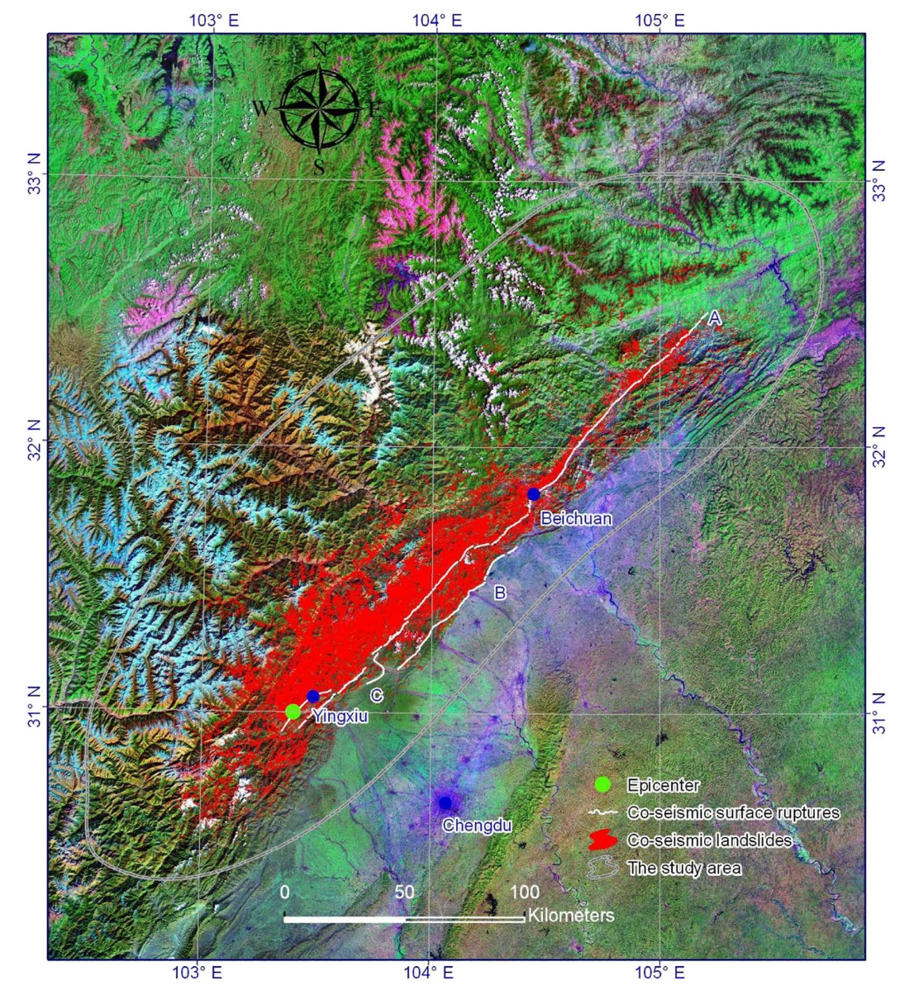 103° E
104° E
105° E
N
W
E
S
33° N
33° N
A
32° N
32° N
Beichuan
B
C
31° N
31° N
Yingxiu
Chengdu
Epicenter
Co-seismic surface ruptures
Co-seismic landslides
The study area
0
50
100
Kilometers
103° E
104° E
105° E